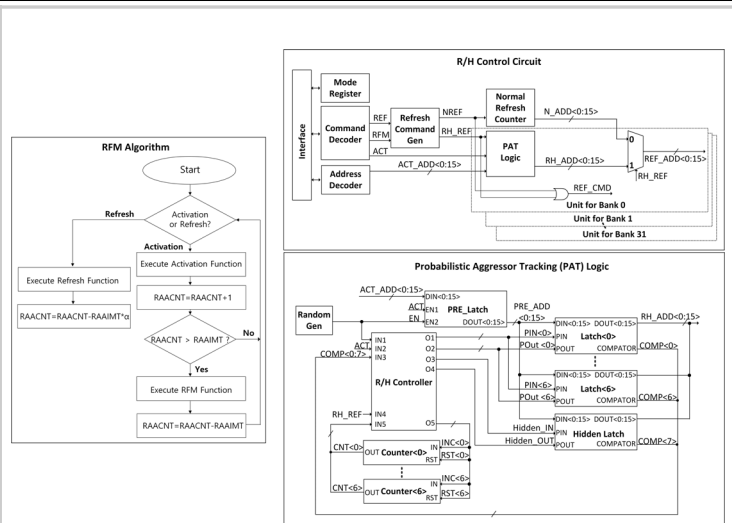 RFM Algorithm
Start
Refresh
Activation
or Refresh?
Activation
Execute Refresh Function
Execute Activation Function
RAACNT=RAACNT-RAAIMT*α
RAACNT=RAACNT+1
RAACNT > RAAIMT ?
No
Yes
Execute RFM Function
RAACNT=RAACNT-RAAIMT
R/H Control Circuit
Interface
Mode
Register
Command
Decoder
Address
Decoder
REF
RFM
ACT
Refresh
Command
Gen
NREF
RH_REF
ACT_ADD<0:15>
Normal
Refresh
Counter
PAT
Logic
N_ADD<0:15>
RH_ADD<0:15>
0
1
REF_ADD<0:15>
RH_REF
REF_CMD
Unit for Bank 0
Unit for Bank 1
Unit for Bank 31
Probabilistic Aggressor Tracking (PAT) Logic
ACT_ADD<0:15>
Random
Gen
ACT
EN
DIN<0:15>
EN1
PRE_Latch
EN2
DOUT<0:15>
PRE_ADD
<0:15>
RH_ADD<0:15>
ACT
COMP<0:7>
IN1
IN2
IN3
R/H Controller
IN4
IN5
O1
O2
O3
O4
O5
RH_REF
PIN<0>
POut <0>
DIN<0:15> DOUT<0:15>
PIN
Latch<0>
POUT
COMPATOR
COMP<0>
PIN<6>
POut <6>
DIN<0:15> DOUT<0:15>
PIN
Latch<6>
POUT
COMPATOR
COMP<6>
Hidden_IN
Hidden_OUT
DIN<0:15> DOUT<0:15>
PIN
Hidden Latch
POUT
COMPATOR
COMP<7>
CNT<0>
OUT
Counter<0>
IN
RST
INC<0>
RST<0>
CNT<6>
OUT
Counter<6>
IN
RST
INC<6>
RST<6>